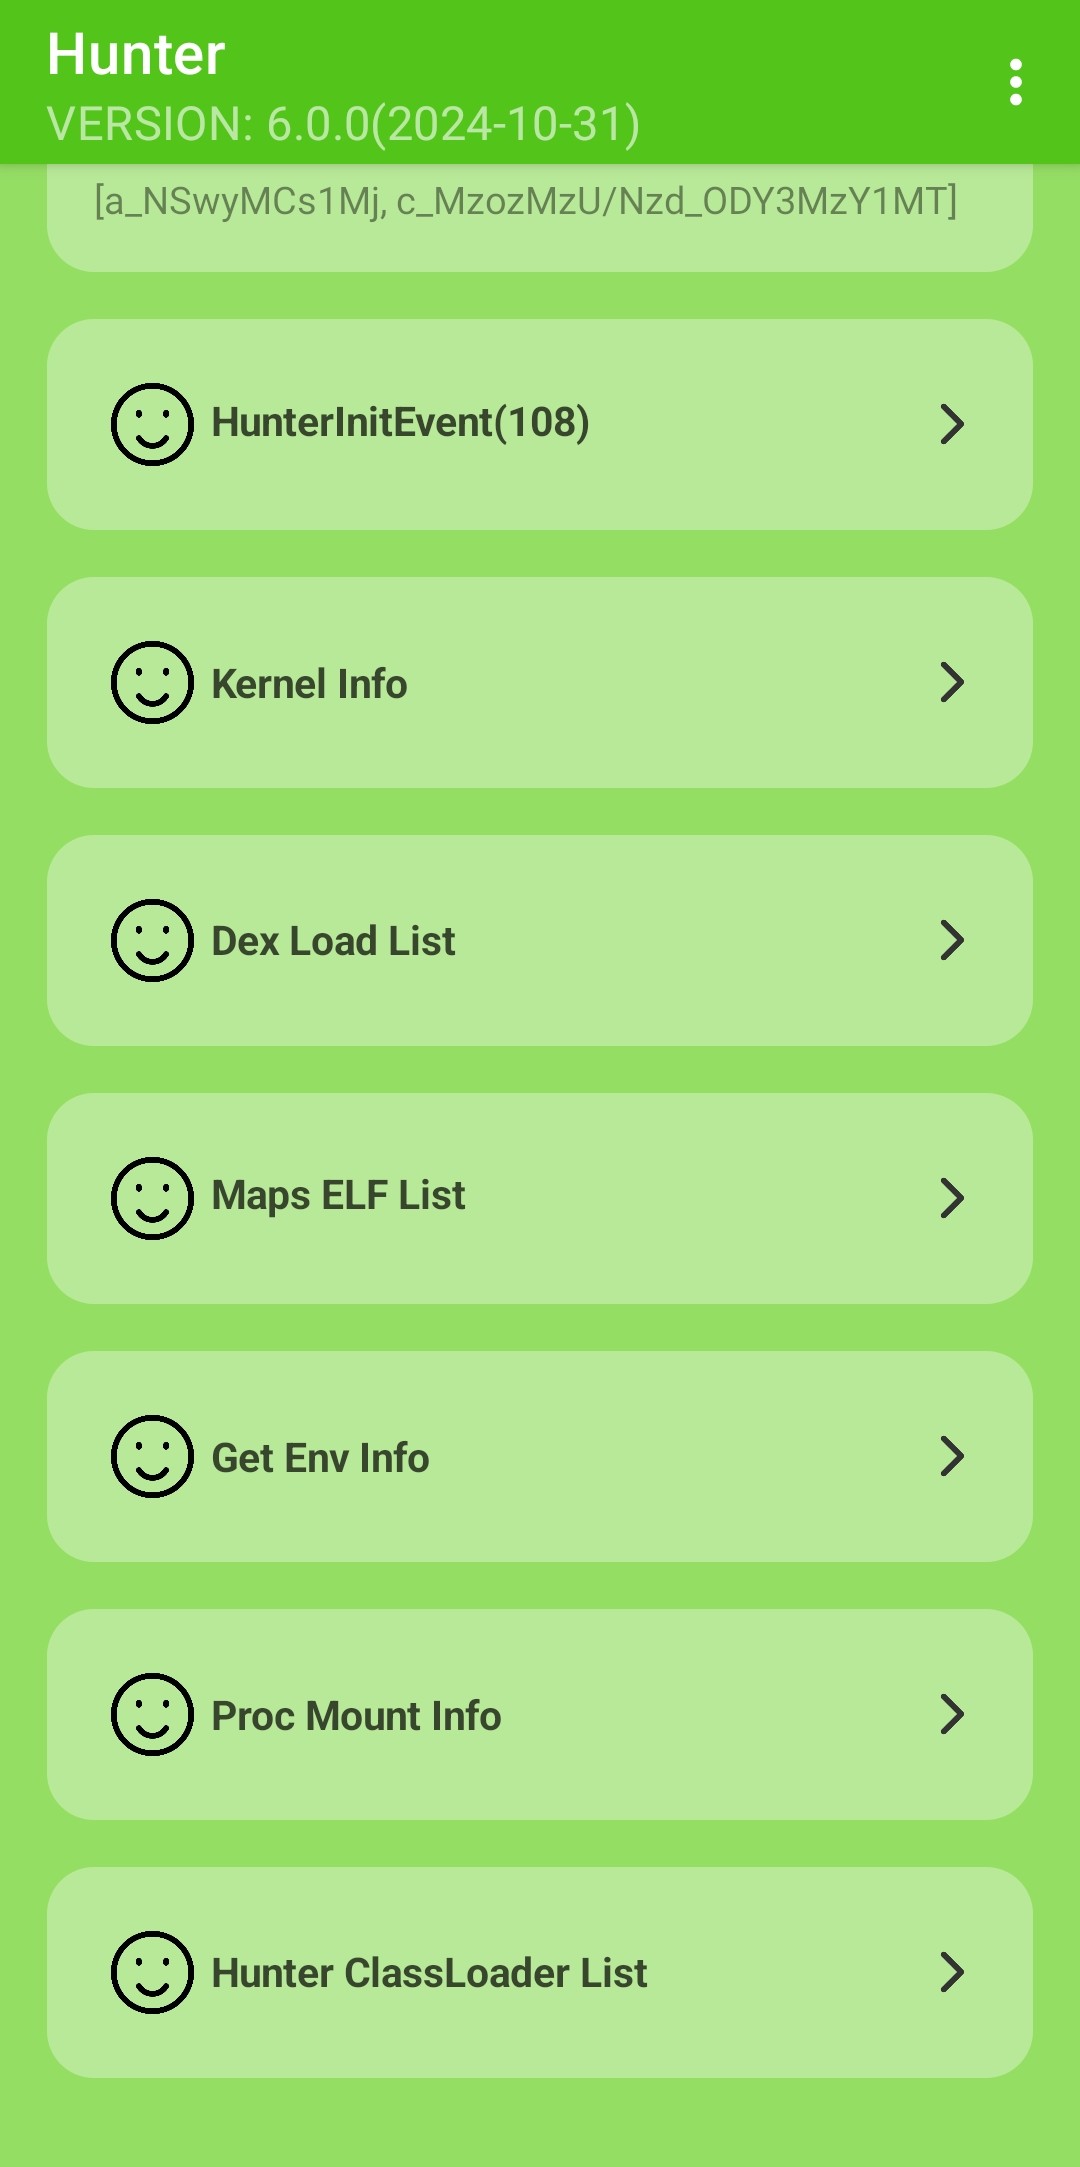 Hunter
VERSION: 6.0.0(2024-10-31)
[a_NSwyMCs1Mj, c_MzozMzU/Nzd_ODY3MzY1MT]
HunterInitEvent(108)
Kernel Info
Dex Load List
Maps ELF List
Get Env Info
Proc Mount Info
Hunter ClassLoader List